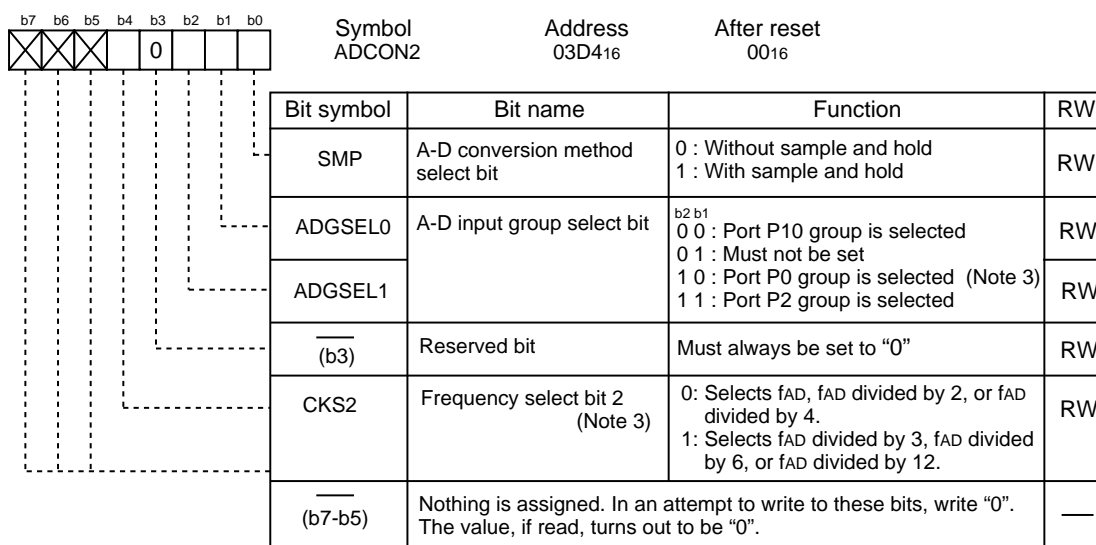 b7 b6 b5 b4 b3 b2 b1 b0
0
Symbol Address After reset
ADCON2 03D416 0016
Bit symbol Bit name Function RW
SMP A-D conversion method select bit 0 : Without sample and hold RW
1 : With sample and hold
ADGSEL0 A-D input group select bit b2 b1 RW
0 0 : Port P10 group is selected
0 1 : Must not be set
ADGSEL1 1 0 : Port P0 group is selected (Note 3) RW
1 1 : Port P2 group is selected
(b3) Reserved bit Must always be set to “0” RW
CKS2 Frequency select bit 2 0: Selects fAD, fAD divided by 2, or fAD RW
(Note 3) divided by 4.
1: Selects fAD divided by 3, fAD divided
by 6, or fAD divided by 12.
(b7-b5) Nothing is assigned. In an attempt to write to these bits, write “0”. —
The value, if read, turns out to be “0”.